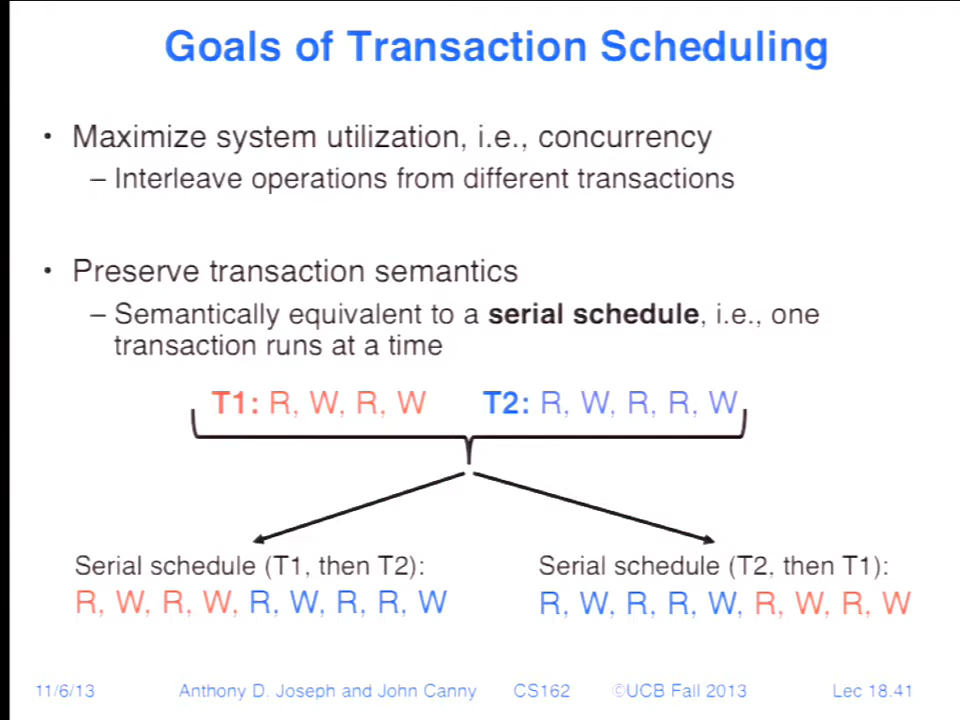 Goals of Transaction Scheduling
• Maximize system utilization, i.e., concurrency
– Interleave operations from different transactions
• Preserve transaction semantics
– Semantically equivalent to a serial schedule, i.e., one
transaction runs at a time
T1: R, W, R, W T2: R, W, R, R, W
Serial schedule (T1, then T2):
R, W, R, W, R, W, R, R, W
Serial schedule (T2, then T1):
R, W, R, R, W, R, W, R, W
11/6/13 Anthony D. Joseph and John Canny CS162 ©UCB Fall 2013 Lec 18.41